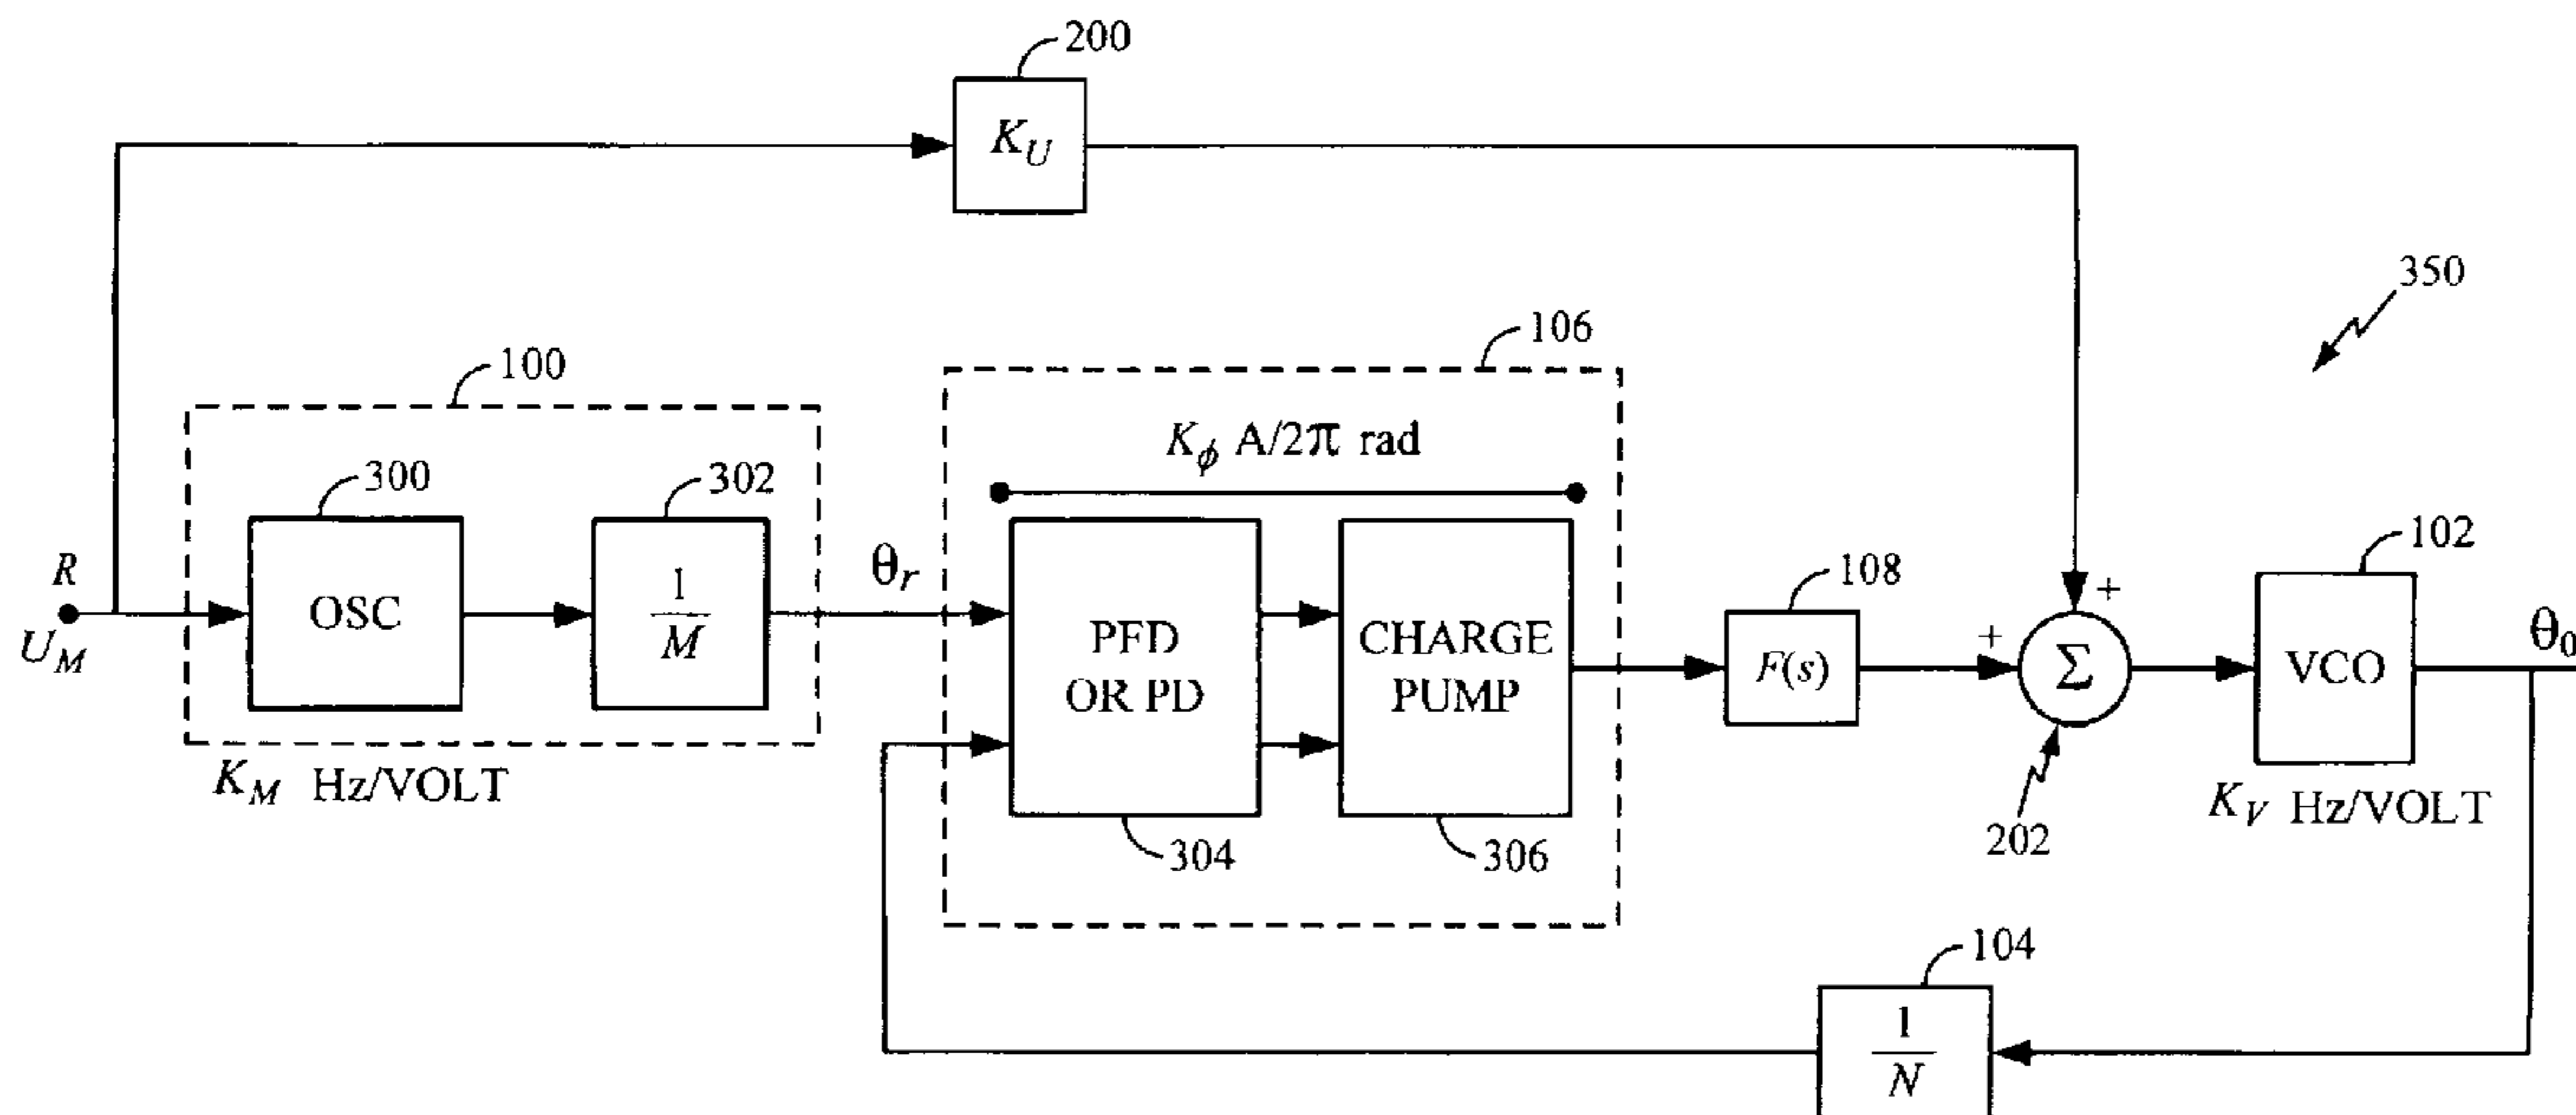 200
K_U
350
106
100
K_ϕ A/2π rad
300
302
102
R
θ_r
108
+
θ_0
OSC
1
M
PFD
OR PD
CHARGE
PUMP
F(s)
+
Σ
VCO
U_M
K_M Hz/VOLT
K_V Hz/VOLT
304
306
202
104
1
N